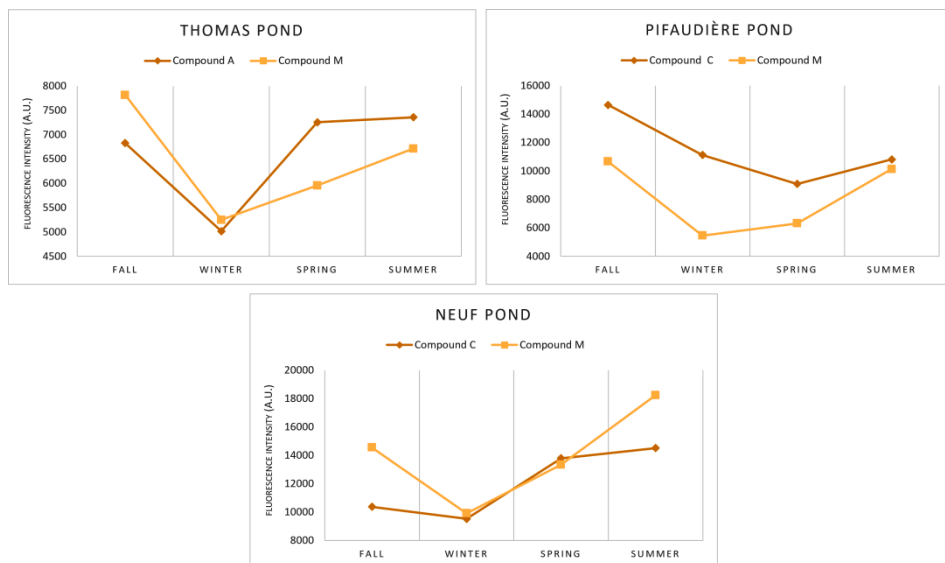 THOMAS POND
Compound A Compound M
FLUORESCENCE INTENSITY (A.U.)
8000
7500
7000
6500
6000
5500
5000
4500
FALL WINTER SPRING SUMMER
PIFAUDIÈRE POND
Compound C Compound M
FLUORESCENCE INTENSITY (A.U.)
16000
14000
12000
10000
8000
6000
4000
FALL WINTER SPRING SUMMER
NEUF POND
Compound C Compound M
FLUORESCENCE INTENSITY (A.U.)
20000
18000
16000
14000
12000
10000
8000
FALL WINTER SPRING SUMMER